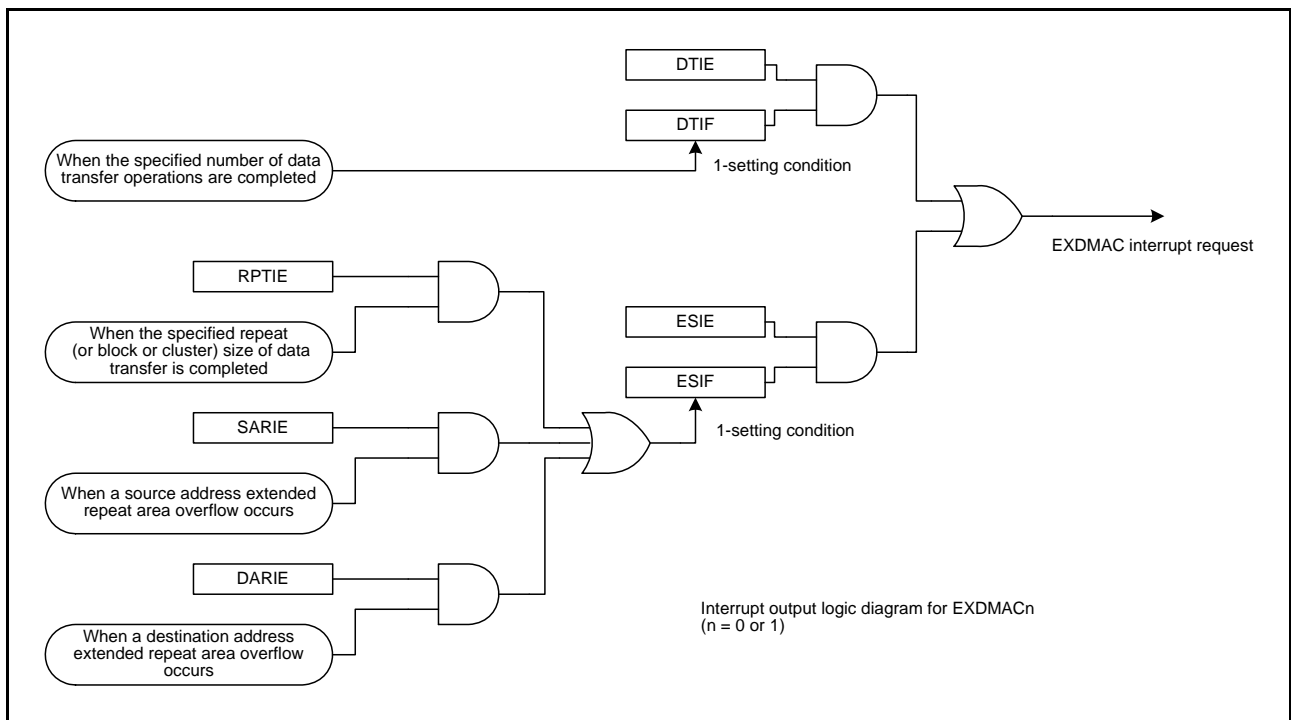 DTIE
DTIF
When the specified number of data
transfer operations are completed
1-setting condition
EXDMAC interrupt request
RPTIE
When the specified repeat
(or block or cluster) size of data
transfer is completed
ESIE
ESIF
1-setting condition
SARIE
When a source address extended
repeat area overflow occurs
DARIE
When a destination address
extended repeat area overflow
occurs
Interrupt output logic diagram for EXDMACn
(n = 0 or 1)